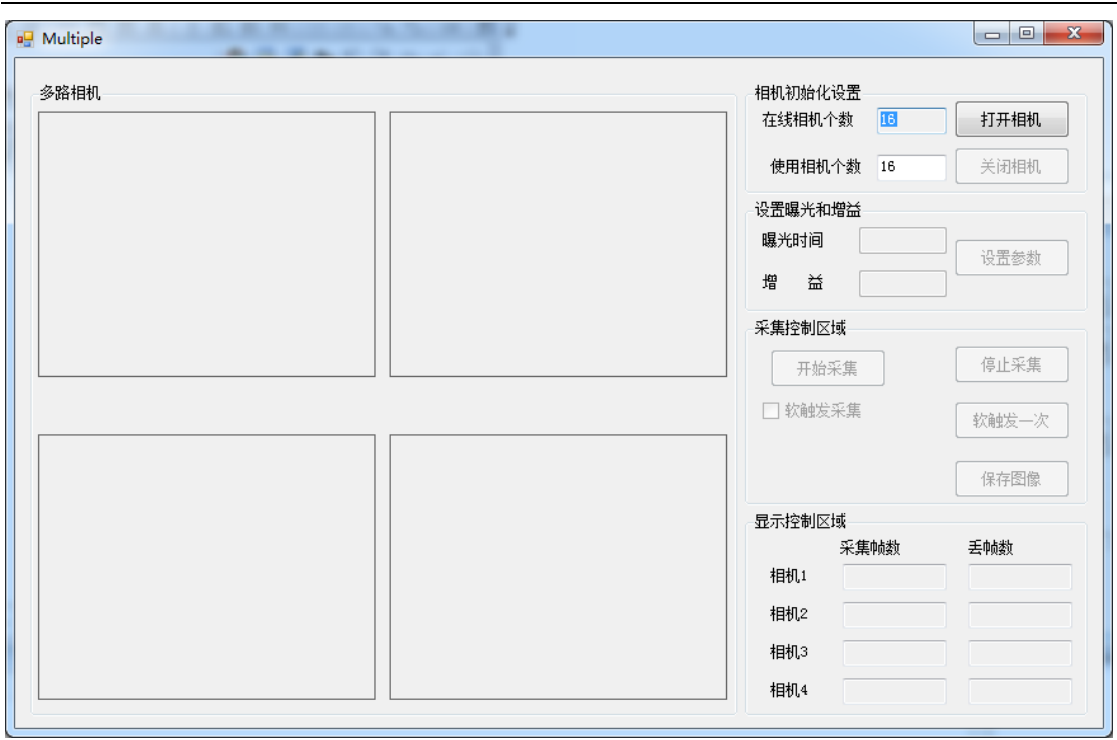 Multiple
多路相机
相机初始化设置
在线相机个数 16 打开相机
使用相机个数 16 关闭相机
设置曝光和增益
曝光时间
设置参数
增 益
采集控制区域
开始采集 停止采集
软触发采集 软触发一次
保存图像
显示控制区域
采集帧数 丢帧数
相机1
相机2
相机3
相机4